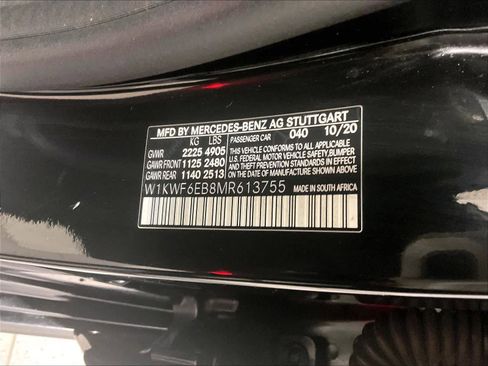 MFD BY MERCEDES-BENZ AG STUTTGART
KG LBS PASSENGER CAR 040 10/20
GVWR 2225 4905 THIS VEHICLE CONFORMS TO ALL APPLICABLE
GAWR FRONT 1125 2480 U.S. FEDERAL MOTOR VEHICLE SAFETY, BUMPER
GAWR REAR 1140 2513 AND THEFT PREVENTION STANDARDS IN EFFECT ON THE DATE OF MANUFACTURE SHOWN ABOVE.
W1KWF6EB8MR613755 MADE IN GERMANY